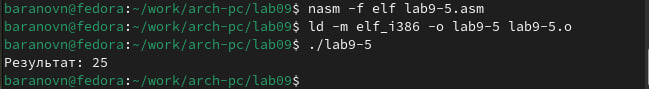 baranovn@fedora:~/work/arch-pc/lab09$ nasm -f elf lab9-5.asm
baranovn@fedora:~/work/arch-pc/lab09$ ld -m elf_i386 -o lab9-5 lab9-5.o
baranovn@fedora:~/work/arch-pc/lab09$ ./lab9-5
Результат: 25
baranovn@fedora:~/work/arch-pc/lab09$